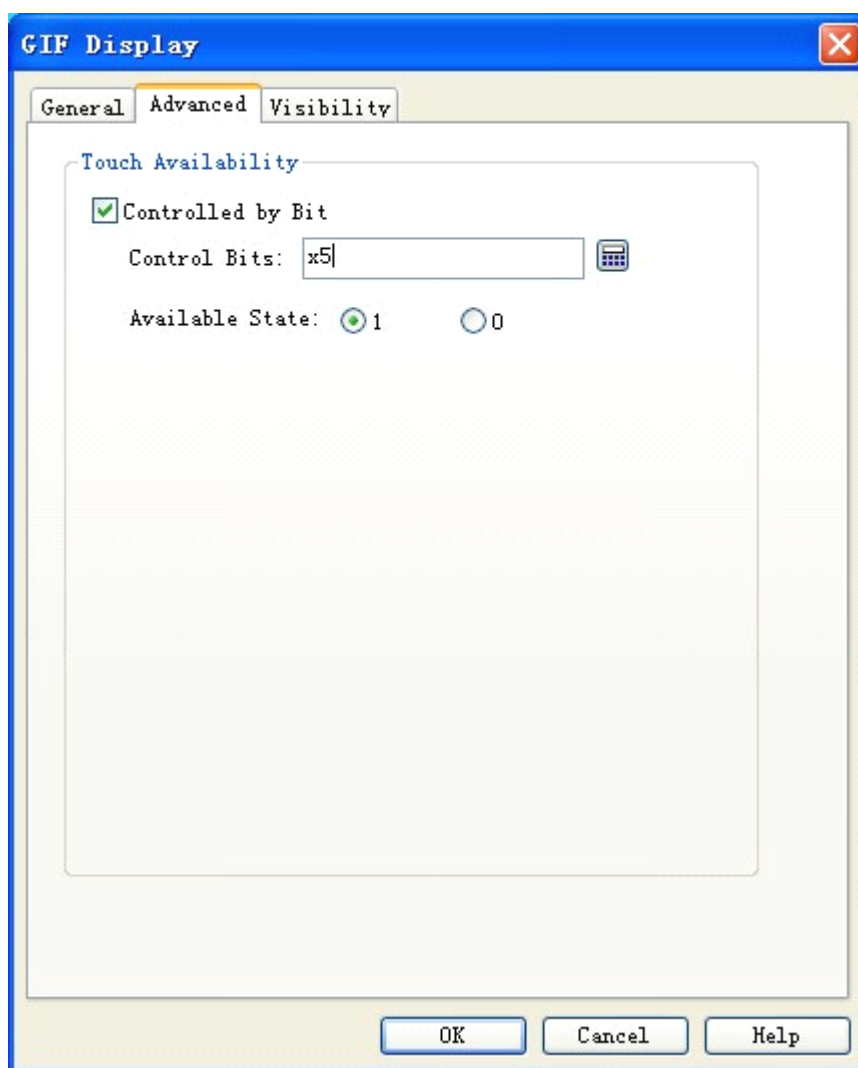 GIF Display
General Advanced Visibility
Touch Availability
Controlled by Bit
Control Bits: x5
Available State: 1 0
OK Cancel Help